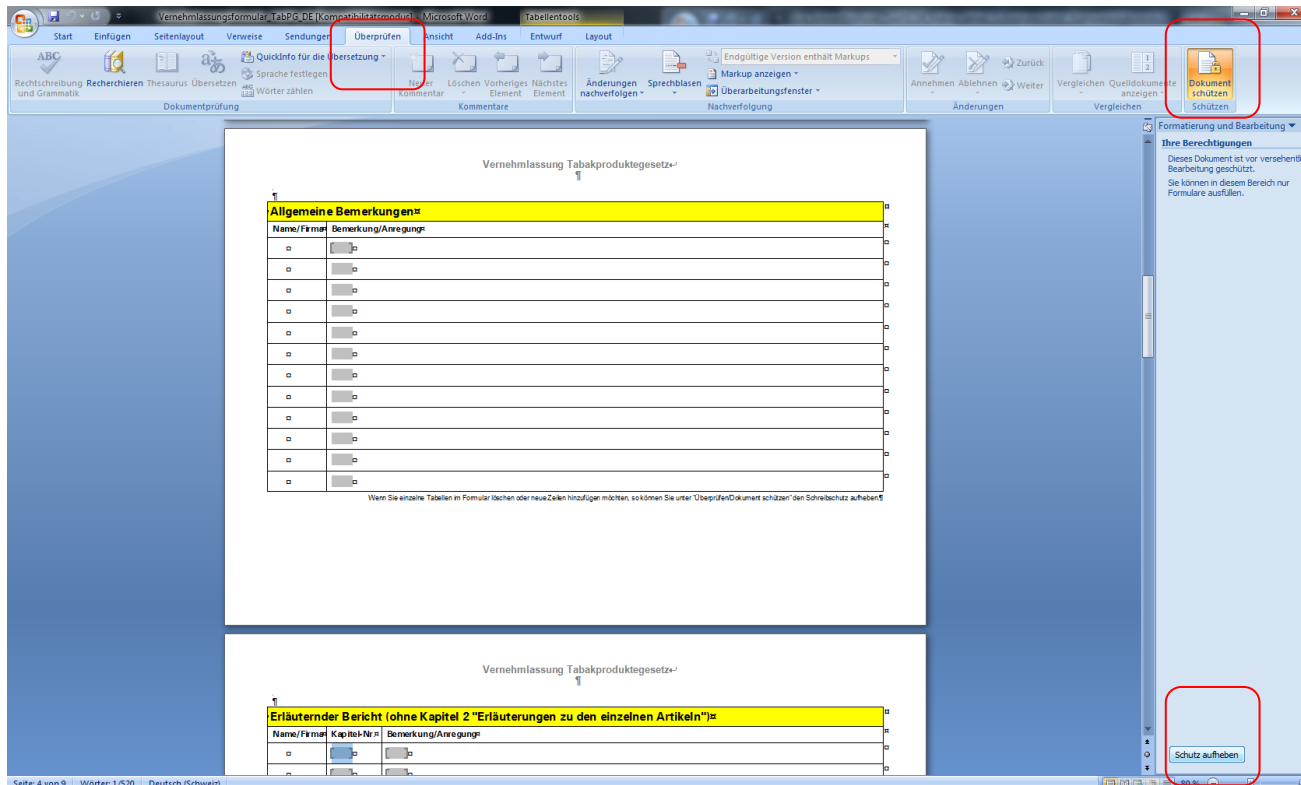 Vernehmlassungsformular_TabPG_DE [Kompatibilitätsmodus] - Microsoft Word
Tabellentools
Start Einfügen Seitenlayout Verweise Sendungen Überprüfen Ansicht Add-Ins Entwurf Layout
ABC
Rechtschreibung und Grammatik
Recherchieren
Thesaurus
Übersetzen
QuickInfo für die Übersetzung
Sprache festlegen
Wörter zählen
Dokumentprüfung
Neuer Kommentar
Löschen
Vorheriges Element
Nächstes Element
Kommentare
Änderungen nachverfolgen
Sprechblasen
Endgültige Version enthält Markups
Markup anzeigen
Überarbeitungsfenster
Nachverfolgung
Annehmen
Ablehnen
Zurück
Weiter
Änderungen
Vergleichen
Quelldokumente anzeigen
Vergleichen
Dokument schützen
Schützen
Formatierung und Bearbeitung
Ihre Berechtigungen
Dieses Dokument ist vor versehentli
Bearbeitung geschützt.
Sie können in diesem Bereich nur
Formulare ausfüllen.
Vernehmlassung Tabakproduktegesetz
Allgemeine Bemerkungen
Name/Firma Bemerkung/Anregung
Wenn Sie einzelne Tabellen im Formular löschen oder neue Zeilen hinzufügen möchten, so können Sie unter "Überprüfen/Dokument schützen" den Schreibschutz aufheben
Vernehmlassung Tabakproduktegesetz
Erläuternder Bericht (ohne Kapitel 2 "Erläuterungen zu den einzelnen Artikeln")
Name/Firma Kapitel-Nr. Bemerkung/Anregung
Schutz aufheben
Seite: 4 von 9 Wörter: 1/520 Deutsch (Schweiz)
80 %